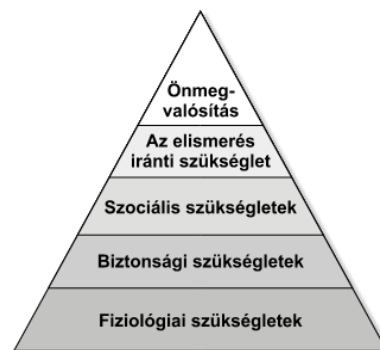 Önmeg-
valósítás
Az elismerés
iránti szükséglet
Szociális szükségletek
Biztonsági szükségletek
Fiziológiai szükségletek